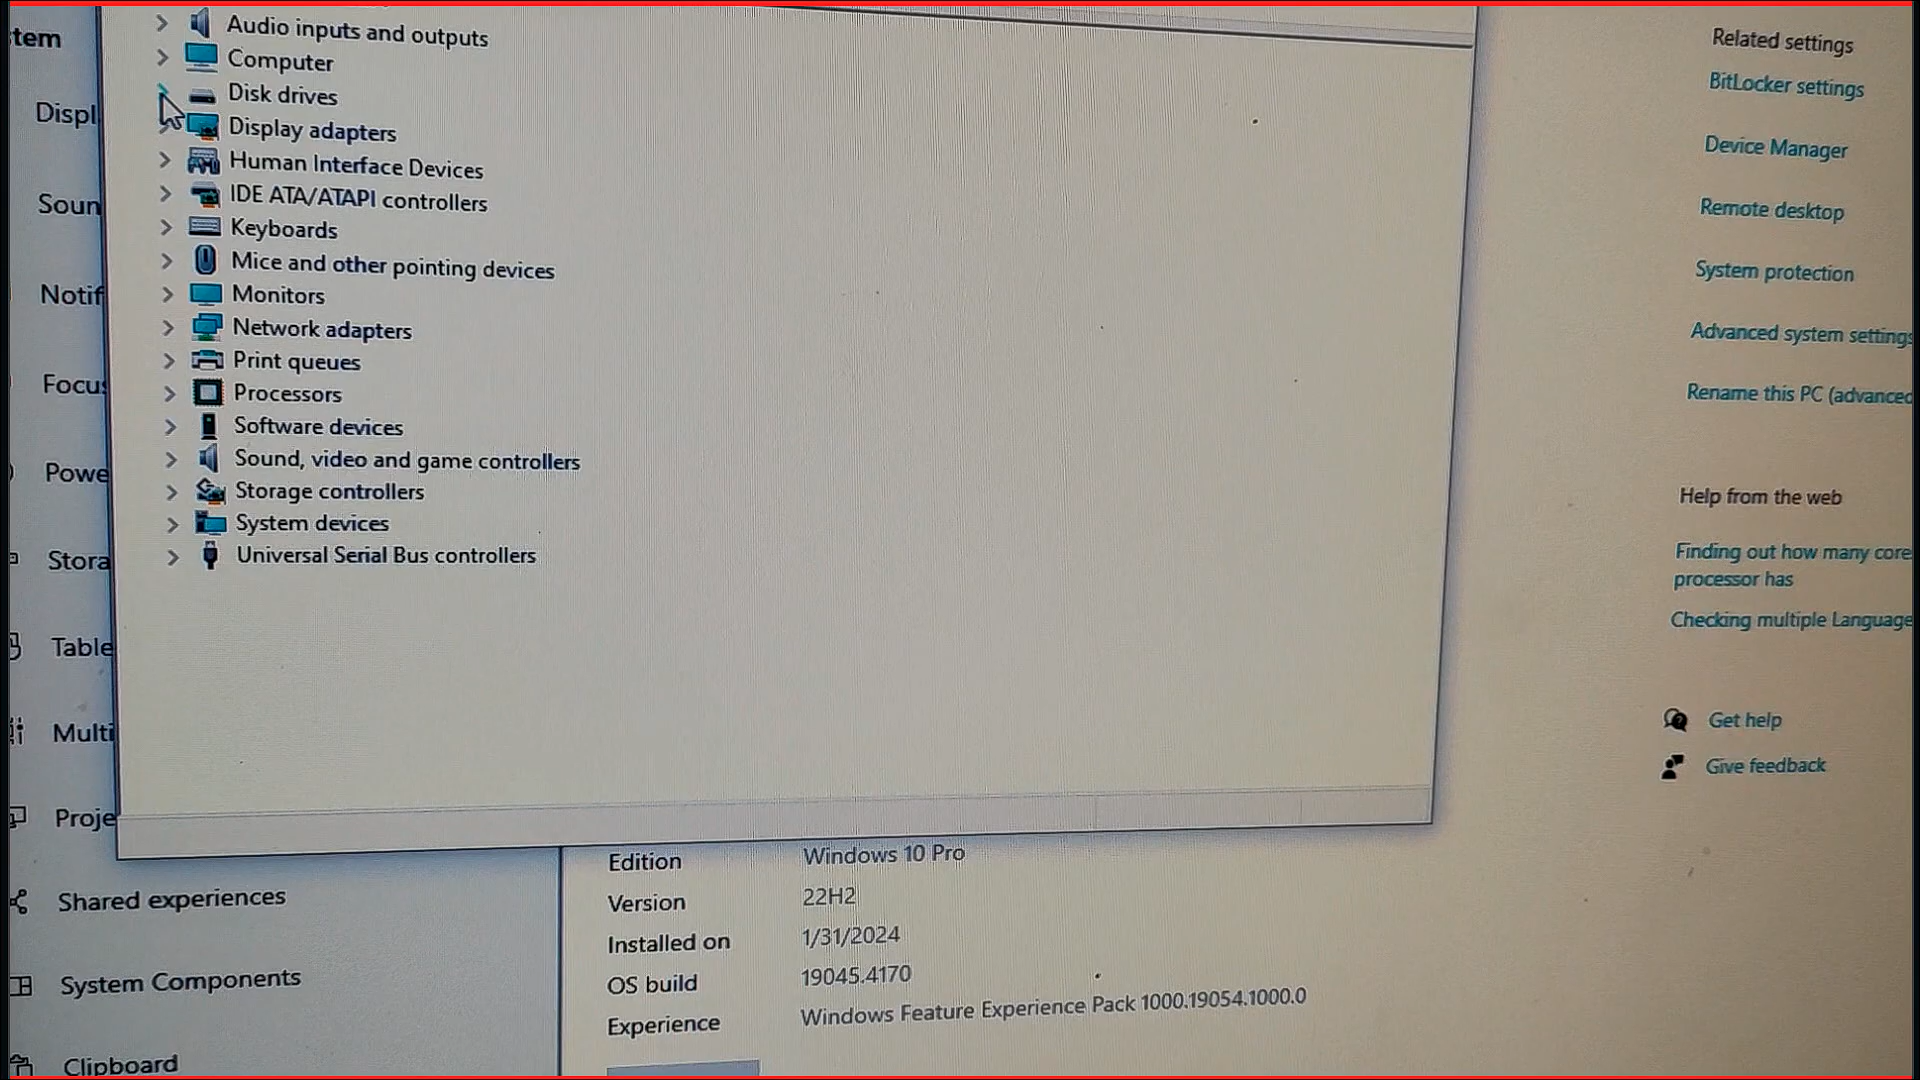 stem
Displ
Soun
Notif
Focus
Powe
Stora
Table
Multi
Proje
Shared experiences
System Components
Clipboard
Audio inputs and outputs
Computer
Disk drives
Display adapters
Human Interface Devices
IDE ATA/ATAPI controllers
Keyboards
Mice and other pointing devices
Monitors
Network adapters
Print queues
Processors
Software devices
Sound, video and game controllers
Storage controllers
System devices
Universal Serial Bus controllers
Edition Windows 10 Pro
Version 22H2
Installed on 1/31/2024
OS build 19045.4170
Experience Windows Feature Experience Pack 1000.19054.1000.0
Related settings
BitLocker settings
Device Manager
Remote desktop
System protection
Advanced system settings
Rename this PC (advanced
Help from the web
Finding out how many core
processor has
Checking multiple Language
Get help
Give feedback